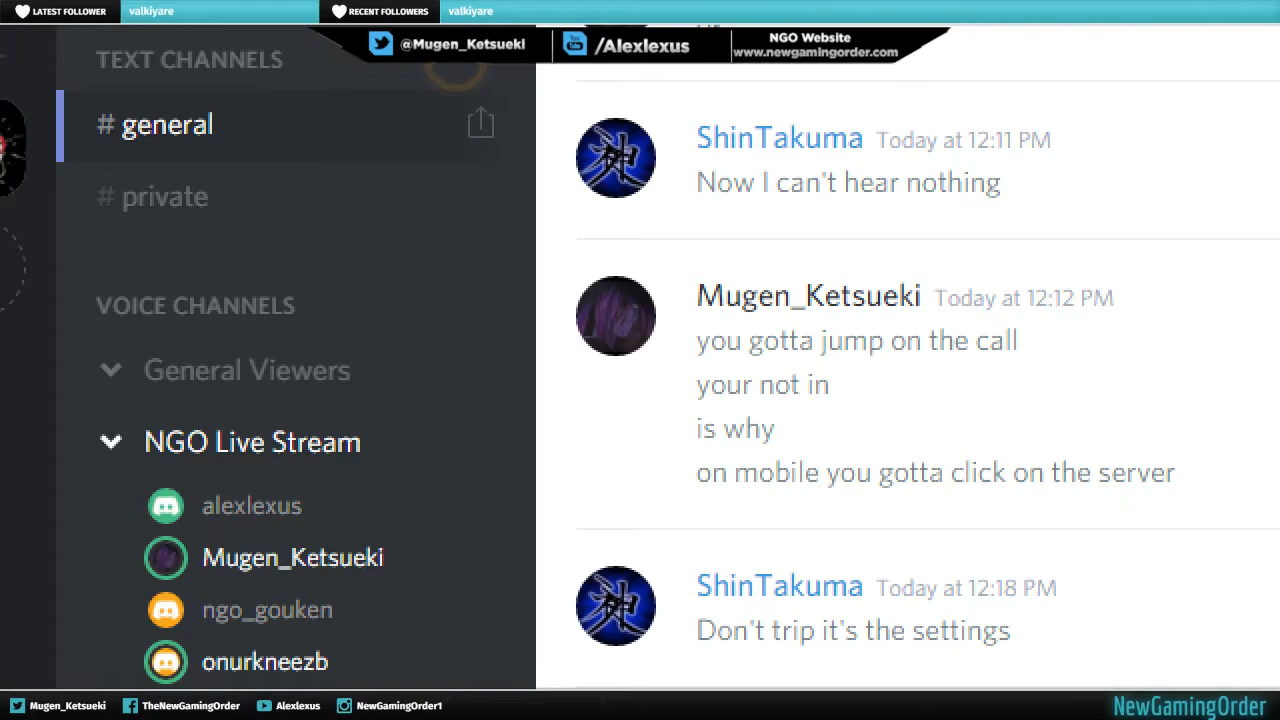 LATEST FOLLOWER valkiyare RECENT FOLLOWERS valkiyare
@Mugen_Ketsueki /Alexlexus NGO Website
www.newgamingorder.com
TEXT CHANNELS
# general
# private
VOICE CHANNELS
General Viewers
NGO Live Stream
alexlexus
Mugen_Ketsueki
ngo_gouken
onurkneezb
ShinTakuma Today at 12:11 PM
Now I can't hear nothing
Mugen_Ketsueki Today at 12:12 PM
you gotta jump on the call
your not in
is why
on mobile you gotta click on the server
ShinTakuma Today at 12:18 PM
Don't trip it's the settings
Mugen_Ketsueki TheNewGamingOrder Alexlexus NewGamingOrder1
NewGamingOrder